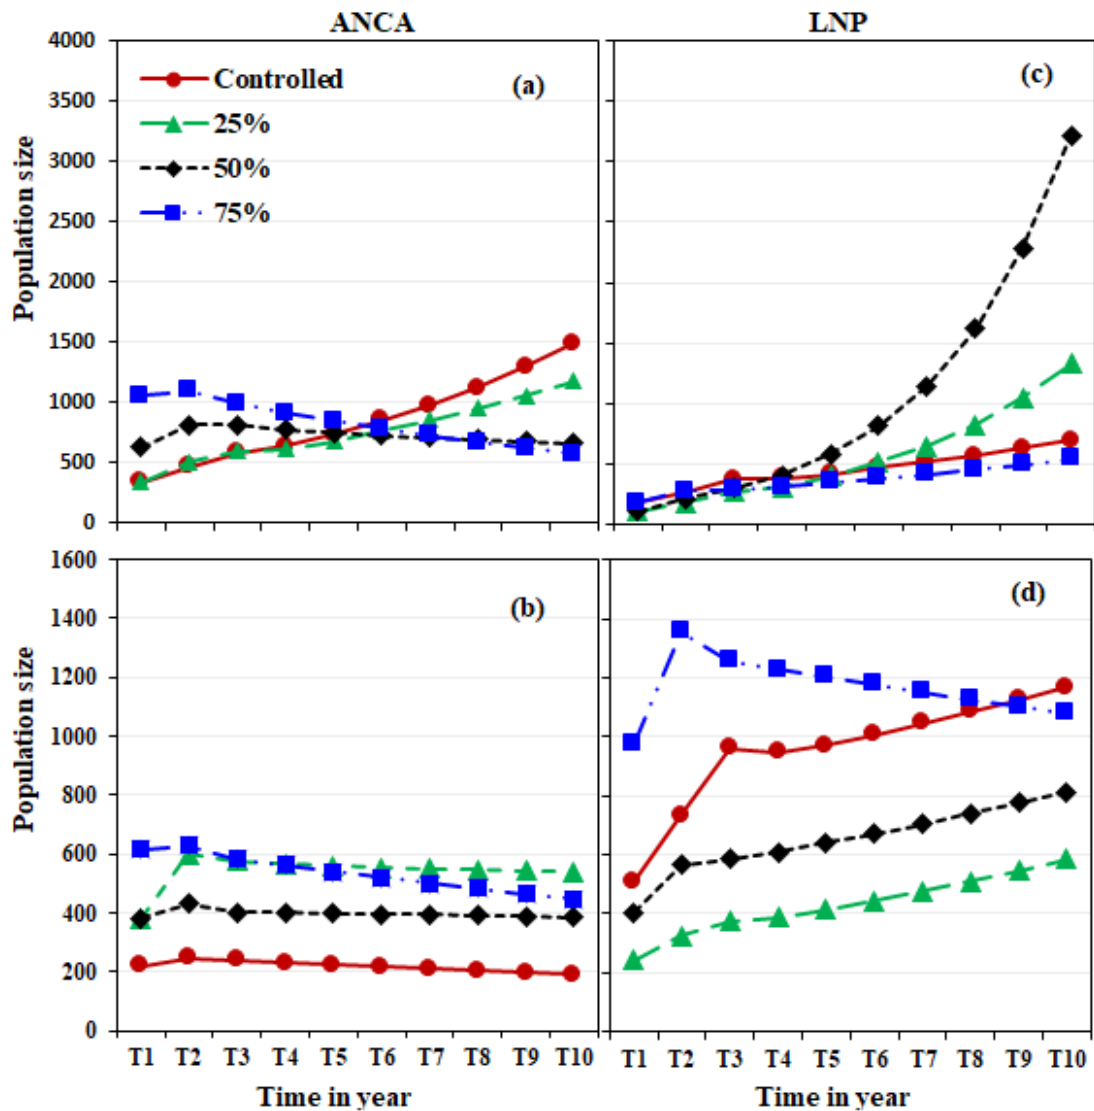 ANCA LNP
4000
3500
3000
2500
2000
1500
1000
500
0
Population size
Controlled
25%
50%
75%
(a)
(c)
1600
1400
1200
1000
800
600
400
200
0
Population size
(b)
(d)
T1 T2 T3 T4 T5 T6 T7 T8 T9 T10 T1 T2 T3 T4 T5 T6 T7 T8 T9 T10
Time in year Time in year